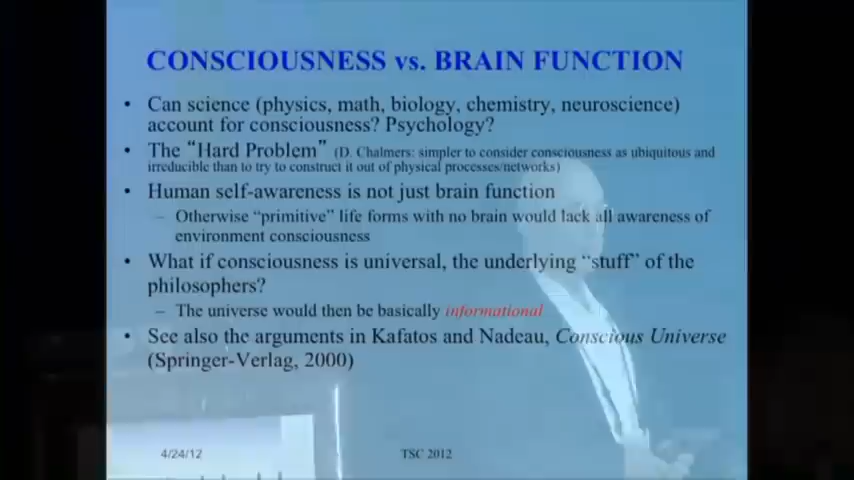 CONSCIOUSNESS vs. BRAIN FUNCTION
• Can science (physics, math, biology, chemistry, neuroscience)
account for consciousness? Psychology?
• The “Hard Problem” (D. Chalmers: simpler to consider consciousness as ubiquitous and
irreducible than to try to construct it out of physical processes/networks)
• Human self-awareness is not just brain function
– Otherwise “primitive” life forms with no brain would lack all awareness of
environment consciousness
• What if consciousness is universal, the underlying “stuff” of the
philosophers?
– The universe would then be basically informational
• See also the arguments in Kafatos and Nadeau, Conscious Universe
(Springer-Verlag, 2000)
4/24/12 TSC 2012